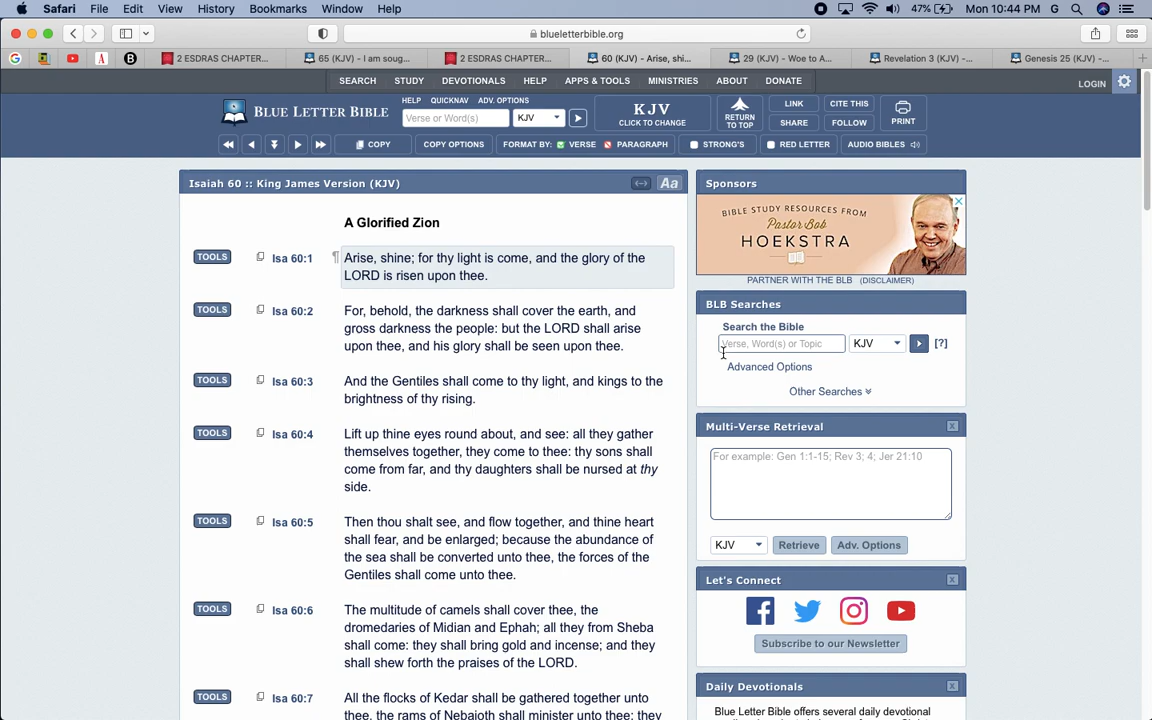 Safari File Edit View History Bookmarks Window Help 47% Mon 10:44 PM G
blueletterbible.org
2 ESDRAS CHAPTER... 65 (KJV) - I am soug... 2 ESDRAS CHAPTER... 60 (KJV) - Arise, shi... 29 (KJV) - Woe to A... Revelation 3 (KJV) -... Genesis 25 (KJV) -...
SEARCH STUDY DEVOTIONALS HELP APPS & TOOLS MINISTRIES ABOUT DONATE LOGIN
BLUE LETTER BIBLE
HELP QUICKNAV ADV. OPTIONS
Verse or Word(s) KJV
KJV
CLICK TO CHANGE
RETURN
TO TOP
LINK CITE THIS
SHARE FOLLOW
PRINT
COPY COPY OPTIONS FORMAT BY: VERSE PARAGRAPH STRONG'S RED LETTER AUDIO BIBLES
Isaiah 60 :: King James Version (KJV) Aa
A Glorified Zion
TOOLS Isa 60:1 ¶ Arise, shine; for thy light is come, and the glory of the
LORD is risen upon thee.
TOOLS Isa 60:2 For, behold, the darkness shall cover the earth, and
gross darkness the people: but the LORD shall arise
upon thee, and his glory shall be seen upon thee.
TOOLS Isa 60:3 And the Gentiles shall come to thy light, and kings to the
brightness of thy rising.
TOOLS Isa 60:4 Lift up thine eyes round about, and see: all they gather
themselves together, they come to thee: thy sons shall
come from far, and thy daughters shall be nursed at thy
side.
TOOLS Isa 60:5 Then thou shalt see, and flow together, and thine heart
shall fear, and be enlarged; because the abundance of
the sea shall be converted unto thee, the forces of the
Gentiles shall come unto thee.
TOOLS Isa 60:6 The multitude of camels shall cover thee, the
dromedaries of Midian and Ephah; all they from Sheba
shall come: they shall bring gold and incense; and they
shall shew forth the praises of the LORD.
TOOLS Isa 60:7 All the flocks of Kedar shall be gathered together unto
thee, the rams of Nebaioth shall minister unto thee: they
Sponsors
BIBLE STUDY RESOURCES FROM
Pastor Bob
HOEKSTRA
PARTNER WITH THE BLB (DISCLAIMER)
BLB Searches
Search the Bible
Verse, Word(s) or Topic KJV [?]
Advanced Options
Other Searches
Multi-Verse Retrieval
For example: Gen 1:1-15; Rev 3; 4; Jer 21:10
KJV Retrieve Adv. Options
Let's Connect
Subscribe to our Newsletter
Daily Devotionals
Blue Letter Bible offers several daily devotional